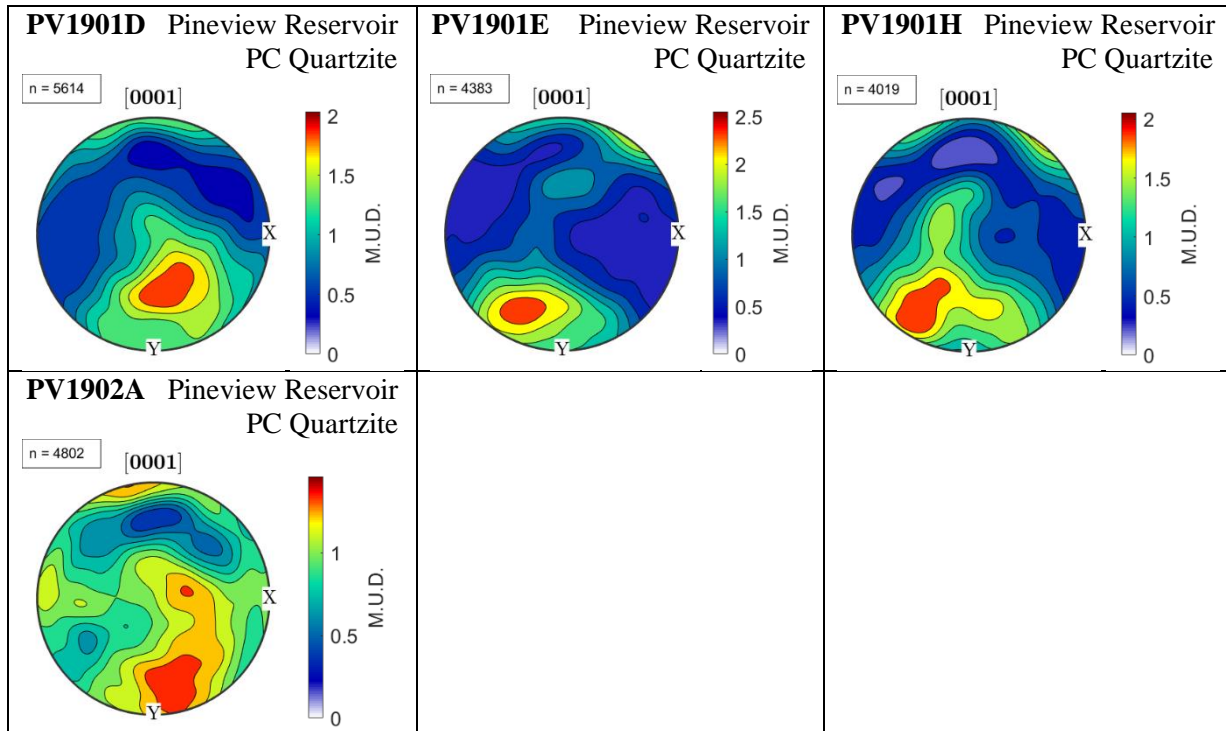 PV1901D Pineview Reservoir
PC Quartzite
n = 5614
[0001]
2
1.5
1
0.5
0
M.U.D.
X
Y
PV1901E Pineview Reservoir
PC Quartzite
n = 4383
[0001]
2.5
2
1.5
1
0.5
0
M.U.D.
X
Y
PV1901H Pineview Reservoir
PC Quartzite
n = 4019
[0001]
2
1.5
1
0.5
0
M.U.D.
X
Y
PV1902A Pineview Reservoir
PC Quartzite
n = 4802
[0001]
1
0.5
0
M.U.D.
X
Y